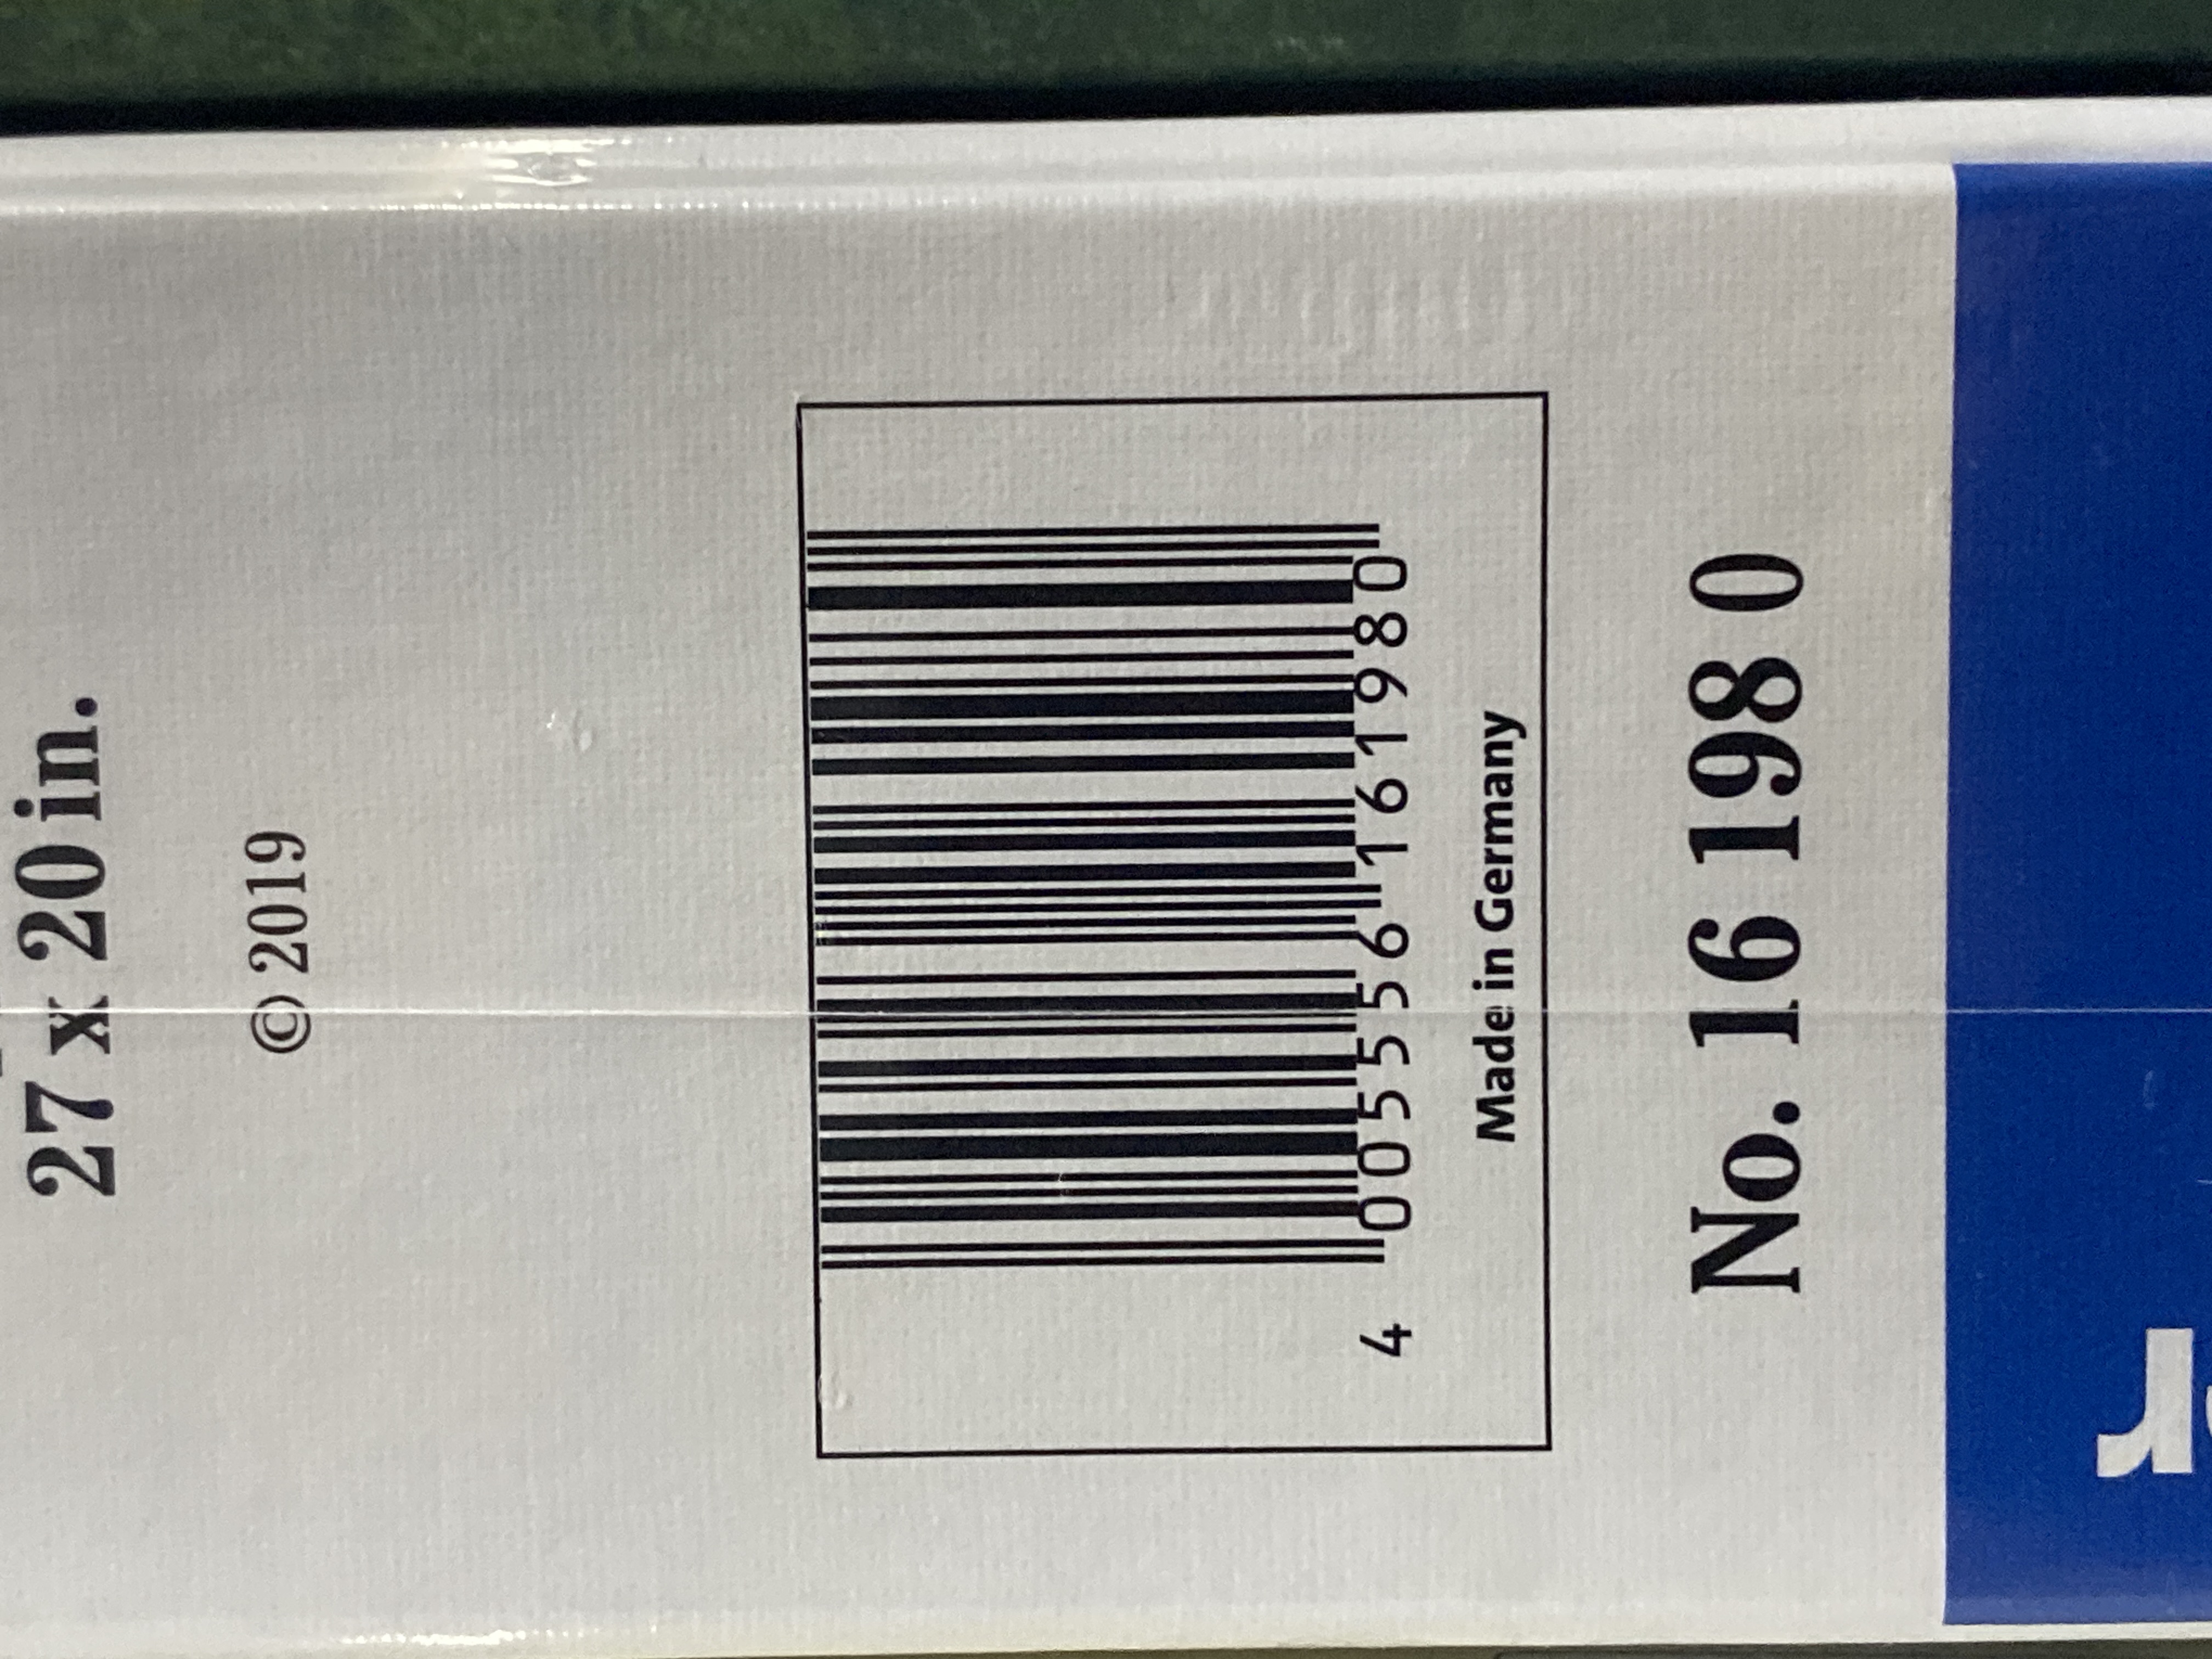 27 x 20 in.
© 2019
4 005556 161980
Made in Germany
No. 16 198 0
r